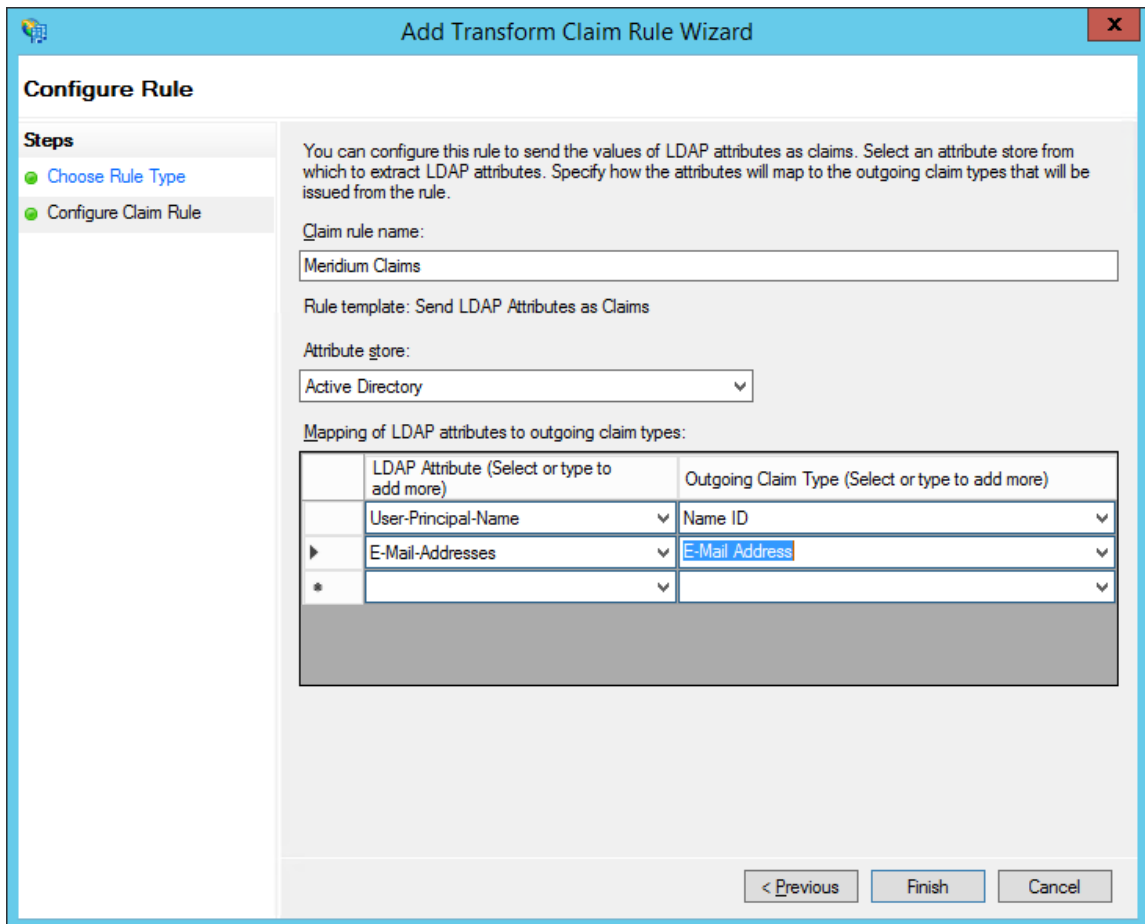 Add Transform Claim Rule Wizard
x
Configure Rule
Steps
Choose Rule Type
Configure Claim Rule
You can configure this rule to send the values of LDAP attributes as claims. Select an attribute store from
which to extract LDAP attributes. Specify how the attributes will map to the outgoing claim types that will be
issued from the rule.
Claim rule name:
Meridium Claims
Rule template: Send LDAP Attributes as Claims
Attribute store:
Active Directory
Mapping of LDAP attributes to outgoing claim types:
LDAP Attribute (Select or type to
add more)
Outgoing Claim Type (Select or type to add more)
User-Principal-Name
Name ID
E-Mail-Addresses
E-Mail Address
*
< Previous
Finish
Cancel